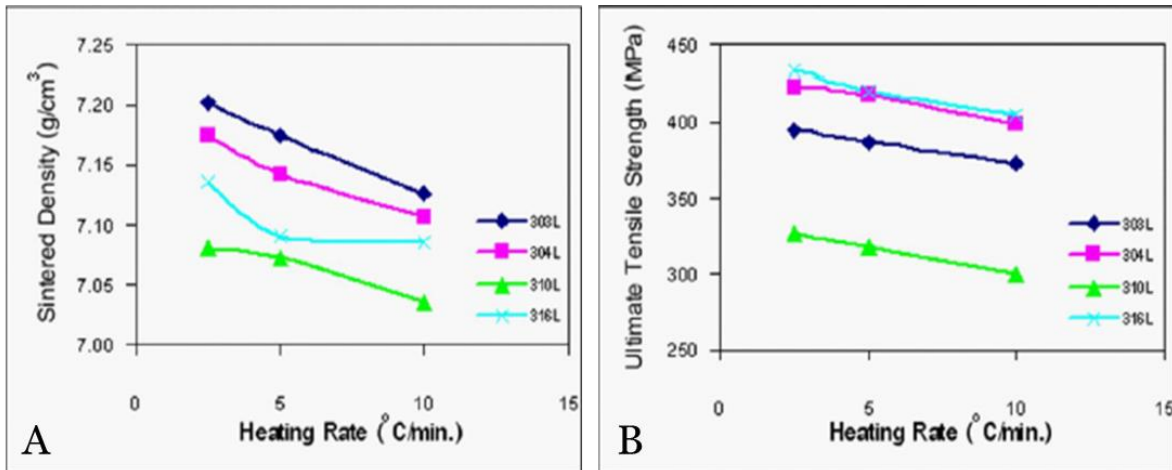 Sintered Density (g/cm³)
7.25
7.20
7.15
7.10
7.05
7.00
0 5 10 15
Heating Rate (°C/min.)
303L
304L
310L
316L
A
Ultimate Tensile Strength (MPa)
450
400
350
300
250
0 5 10 15
Heating Rate (°C/min.)
303L
304L
310L
316L
B